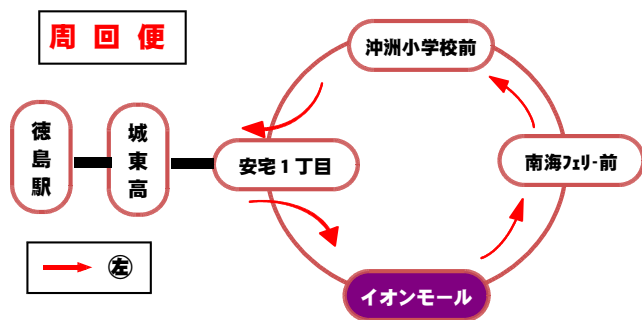 周回便
沖洲小学校前
徳島駅
城東高
安宅1丁目
南海ﾌｪﾘｰ前
㊧
イオンモール